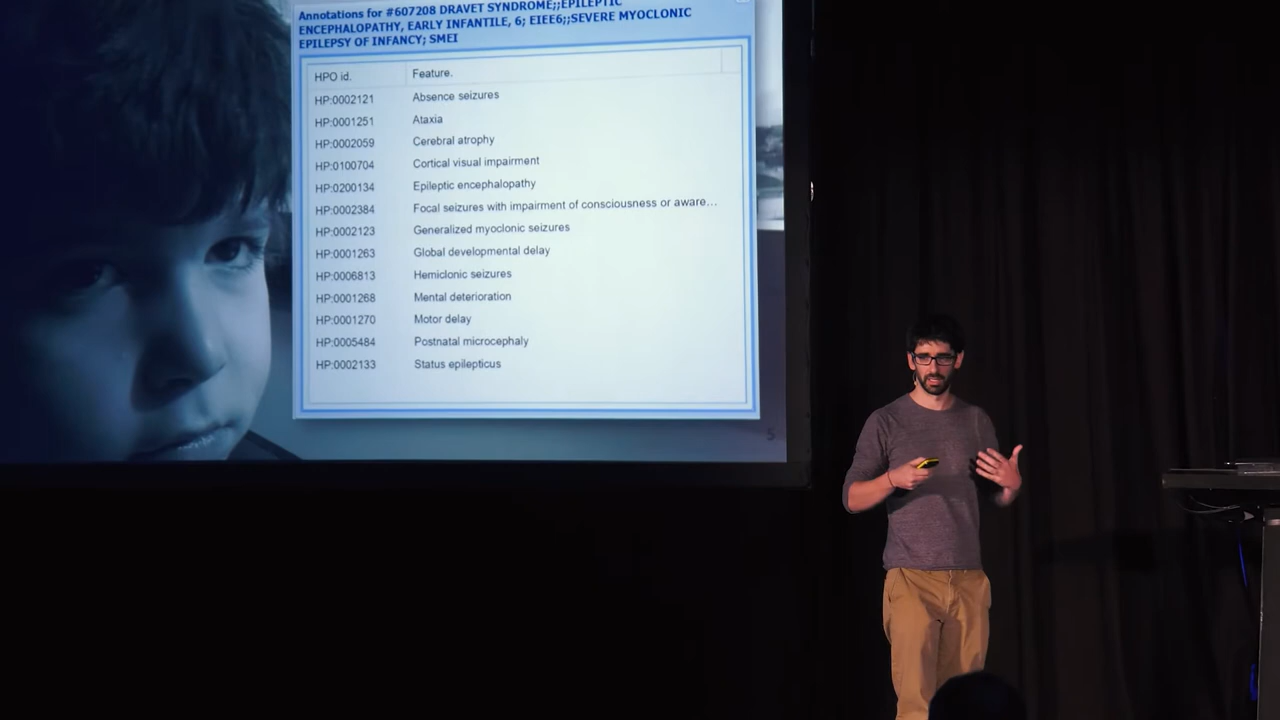 Annotations for #607208 DRAVET SYNDROME;;EPILEPTIC
ENCEPHALOPATHY, EARLY INFANTILE, 6; EIEE6;;SEVERE MYOCLONIC
EPILEPSY OF INFANCY; SMEI
HPO id. Feature.
HP:0002121 Absence seizures
HP:0001251 Ataxia
HP:0002059 Cerebral atrophy
HP:0100704 Cortical visual impairment
HP:0200134 Epileptic encephalopathy
HP:0002384 Focal seizures with impairment of consciousness or aware...
HP:0002123 Generalized myoclonic seizures
HP:0001263 Global developmental delay
HP:0006813 Hemiclonic seizures
HP:0001268 Mental deterioration
HP:0001270 Motor delay
HP:0005484 Postnatal microcephaly
HP:0002133 Status epilepticus
5